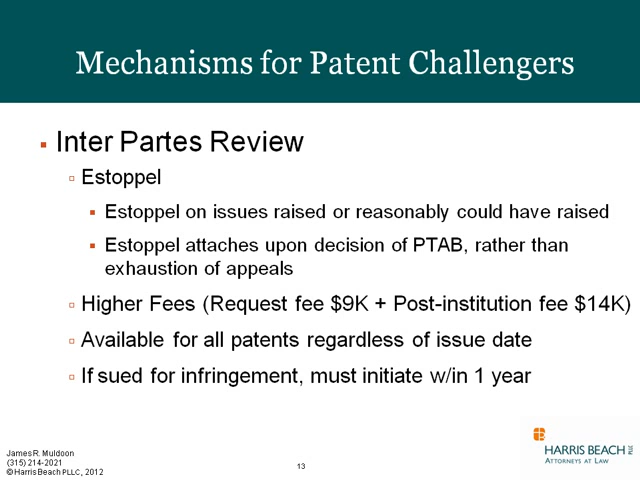 Mechanisms for Patent Challengers
Inter Partes Review
Estoppel
Estoppel on issues raised or reasonably could have raised
Estoppel attaches upon decision of PTAB, rather than
exhaustion of appeals
Higher Fees (Request fee $9K + Post-institution fee $14K)
Available for all patents regardless of issue date
If sued for infringement, must initiate w/in 1 year
James R. Muldoon
(315) 214-2021
© Harris Beach PLLC, 2012
13
HARRIS BEACH PLLC
ATTORNEYS AT LAW